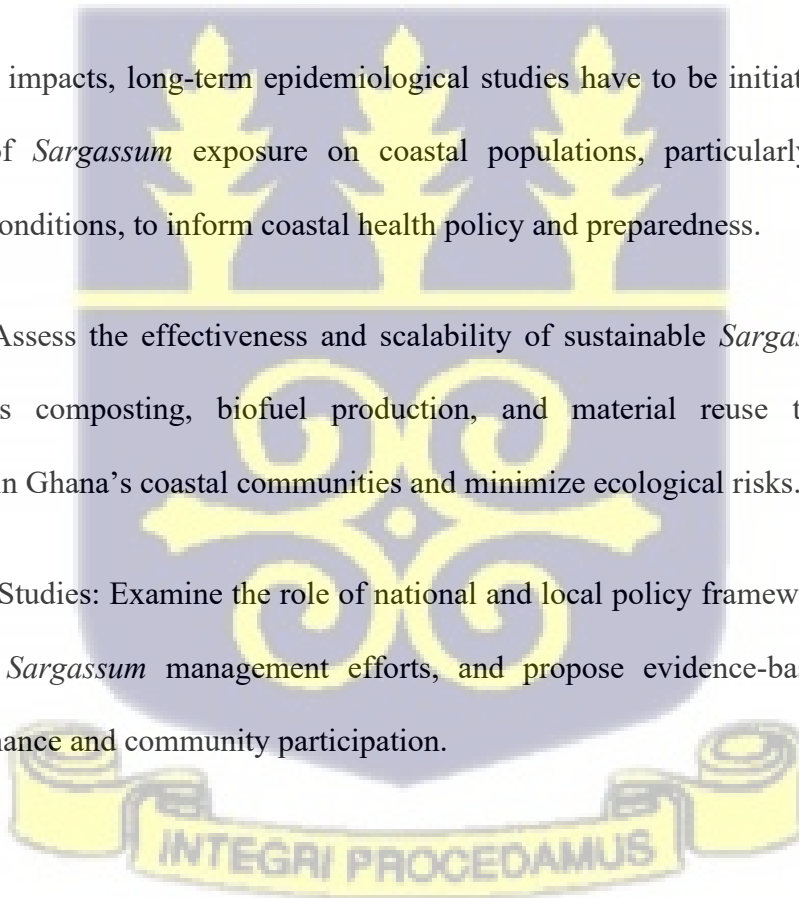 impacts, long-term epidemiological studies have to be initiat
of Sargassum exposure on coastal populations, particularly
onditions, to inform coastal health policy and preparedness.
Assess the effectiveness and scalability of sustainable Sargas
s composting, biofuel production, and material reuse t
in Ghana’s coastal communities and minimize ecological risks.
Studies: Examine the role of national and local policy framew
Sargassum management efforts, and propose evidence-bas
nance and community participation.
INTEGRI PROCEDAMUS